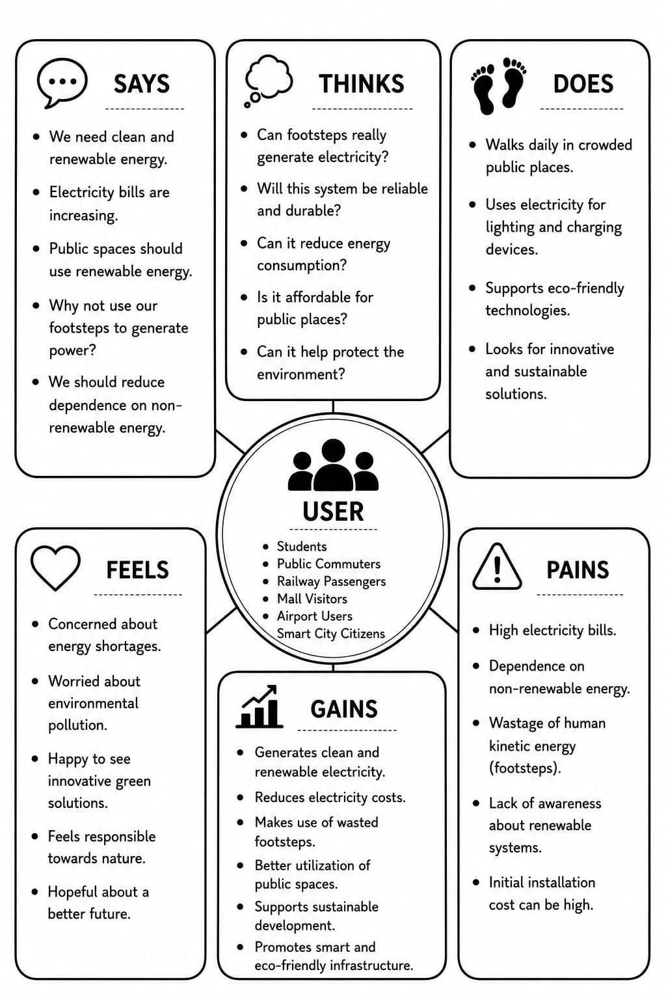 SAYS
• We need clean and
renewable energy.
• Electricity bills are
increasing.
• Public spaces should
use renewable energy.
• Why not use our
footsteps to generate
power?
• We should reduce
dependence on non-
renewable energy.
THINKS
• Can footsteps really
generate electricity?
• Will this system be reliable
and durable?
• Can it reduce energy
consumption?
• Is it affordable for
public places?
• Can it help protect the
environment?
DOES
• Walks daily in crowded
public places.
• Uses electricity for
lighting and charging
devices.
• Supports eco-friendly
technologies.
• Looks for innovative
and sustainable
solutions.
USER
• Students
• Public Commuters
• Railway Passengers
• Mall Visitors
• Airport Users
Smart City Citizens
FEELS
• Concerned about
energy shortages.
• Worried about
environmental
pollution.
• Happy to see
innovative green
solutions.
• Feels responsible
towards nature.
• Hopeful about a
better future.
GAINS
• Generates clean and
renewable electricity.
• Reduces electricity costs.
• Makes use of wasted
footsteps.
• Better utilization of
public spaces.
• Supports sustainable
development.
• Promotes smart and
eco-friendly infrastructure.
PAINS
• High electricity bills.
• Dependence on
non-renewable energy.
• Wastage of human
kinetic energy
(footsteps).
• Lack of awareness
about renewable
systems.
• Initial installation
cost can be high.